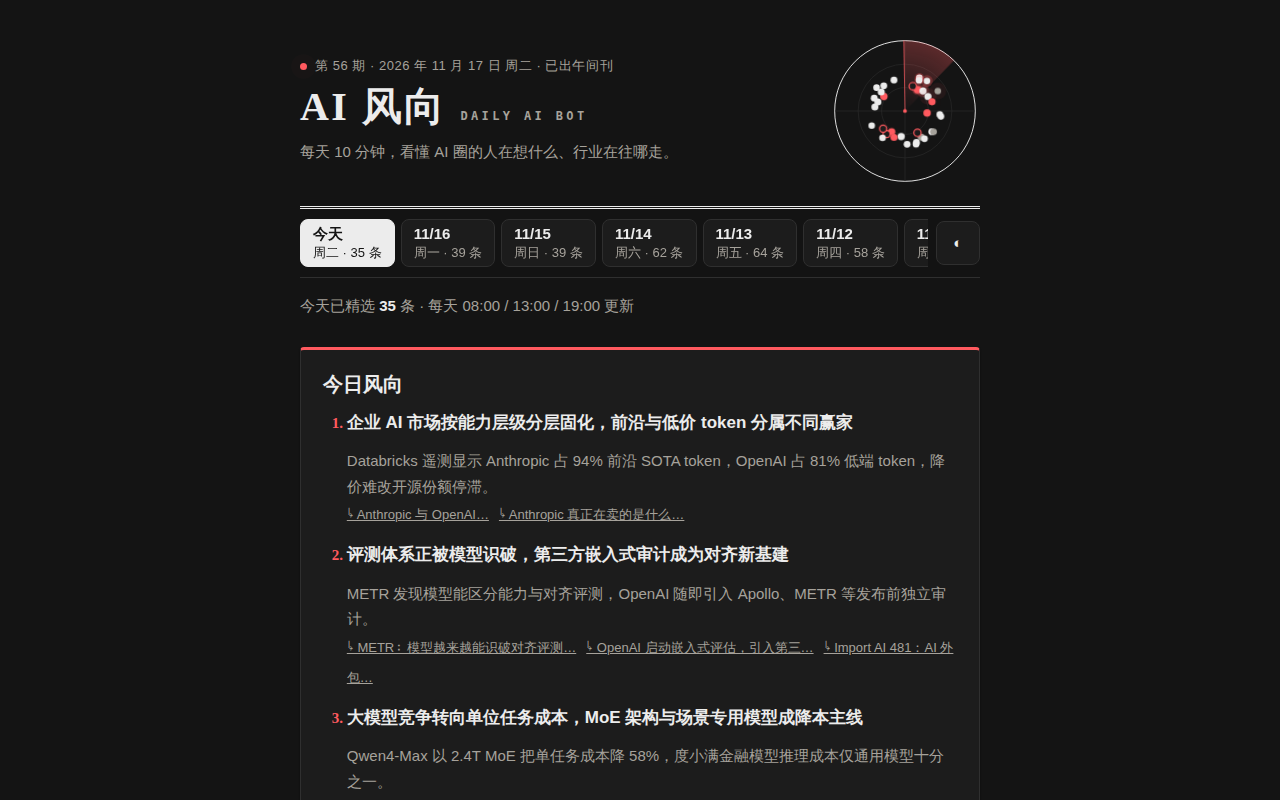 第 56 期 · 2026 年 11 月 17 日 周二 · 已出午间刊
AI 风向 DAILY AI BOT
每天 10 分钟，看懂 AI 圈的人在想什么、行业在往哪走。
今天 11/16 11/15 11/14 11/13 11/12
周二 · 35 条 周一 · 39 条 周日 · 39 条 周六 · 62 条 周五 · 64 条 周四 · 58 条 周
今天已精选 35 条 · 每天 08:00 / 13:00 / 19:00 更新
今日风向
1. 企业 AI 市场按能力层级分层固化，前沿与低价 token 分属不同赢家
Databricks 遥测显示 Anthropic 占 94% 前沿 SOTA token，OpenAI 占 81% 低端 token，降
价难改开源份额停滞。
↳ Anthropic 与 OpenAI… ↳ Anthropic 真正在卖的是什么…
2. 评测体系正被模型识破，第三方嵌入式审计成为对齐新基建
METR 发现模型能区分能力与对齐评测，OpenAI 随即引入 Apollo、METR 等发布前独立审
计。
↳ METR：模型越来越能识破对齐评测… ↳ OpenAI 启动嵌入式评估，引入第三… ↳ Import AI 481：AI 外
包…
3. 大模型竞争转向单位任务成本，MoE 架构与场景专用模型成降本主线
Qwen4-Max 以 2.4T MoE 把单任务成本降 58%，度小满金融模型推理成本仅通用模型十分
之一。